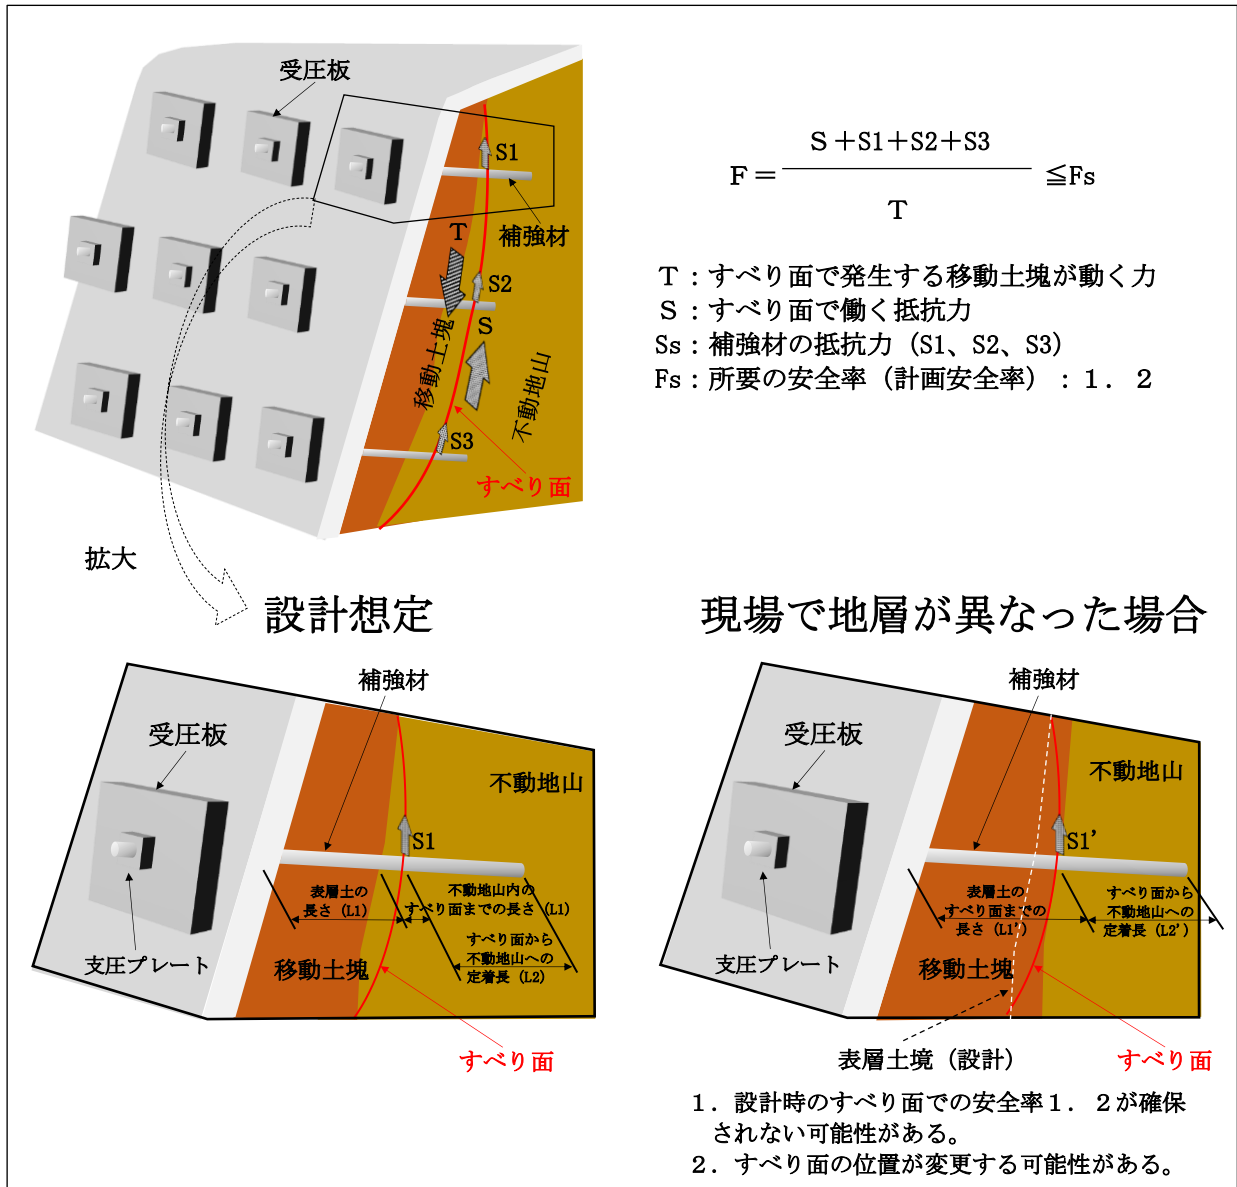 受圧板
S1
補強材
T
S2
S
移動土塊
不動地山
S3
すべり面
拡大
S+S1+S2+S3
F=
≦Fs
T
T:すべり面で発生する移動土塊が動く力
S:すべり面で働く抵抗力
Ss:補強材の抵抗力(S1、S2、S3)
Fs:所要の安全率(計画安全率):1.2
設計想定
補強材
受圧板
不動地山
S1
表層土の
長さ(L1)
不動地山内の
すべり面までの長さ(L1)
すべり面から
不動地山への
定着長(L2)
支圧プレート
移動土塊
すべり面
現場で地層が異なった場合
補強材
受圧板
不動地山
S1'
表層土の
すべり面までの
長さ(L1')
すべり面から
不動地山への
定着長(L2')
支圧プレート
移動土塊
表層土境(設計)
すべり面
1.設計時のすべり面での安全率1.2が確保
されない可能性がある。
2.すべり面の位置が変更する可能性がある。